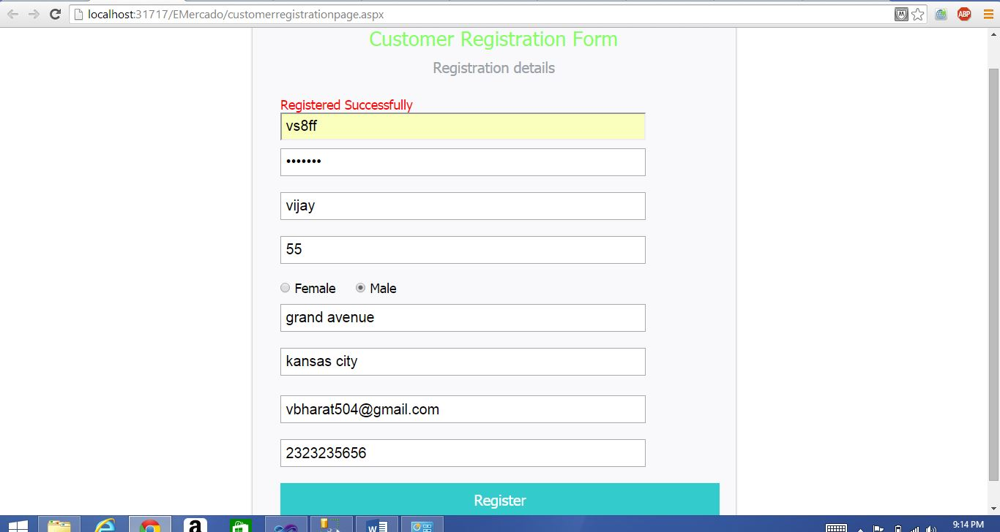 localhost:31717/EMercado/customerregistrationpage.aspx
ABP
Customer Registration Form
Registration details
Registered Successfully
vs8ff
•••••••
vijay
55
Female Male
grand avenue
kansas city
vbharat504@gmail.com
2323235656
Register
9:14 PM